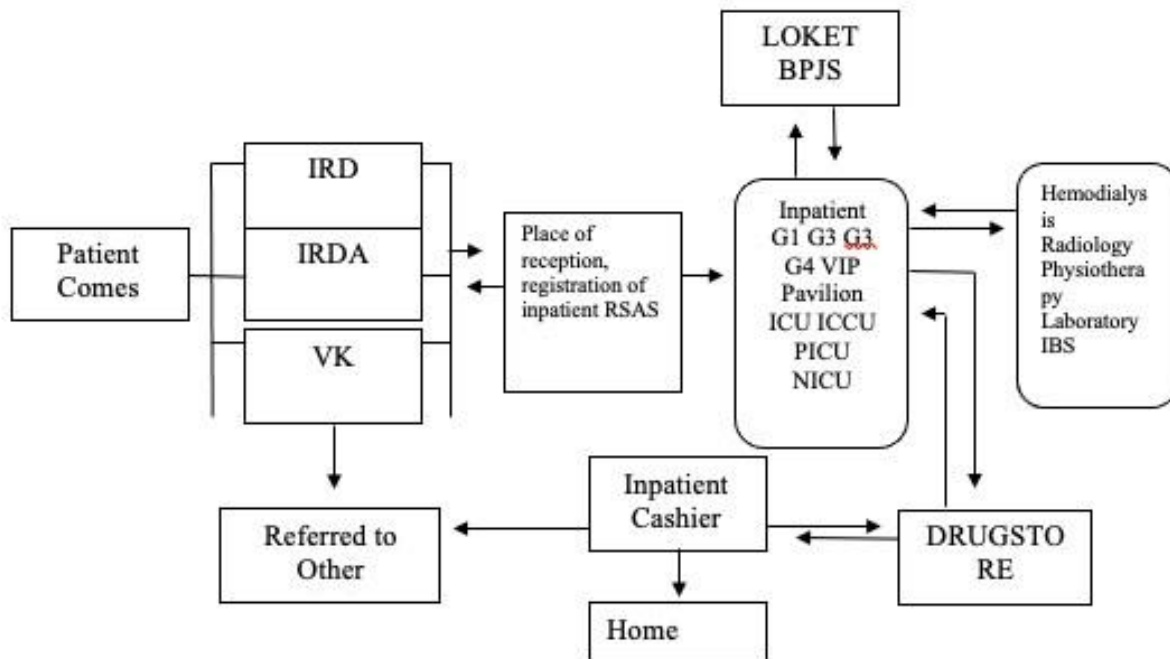 LOKET
BPJS
IRD
Patient
Comes
IRDA
VK
Place of
reception,
registration of
inpatient RSAS
Inpatient
G1 G3 G3
G4 VIP
Pavilion
ICU ICCU
PICU
NICU
Hemodialys
is
Radiology
Physiothera
py
Laboratory
IBS
Referred to
Other
Inpatient
Cashier
DRUGSTO
RE
Home